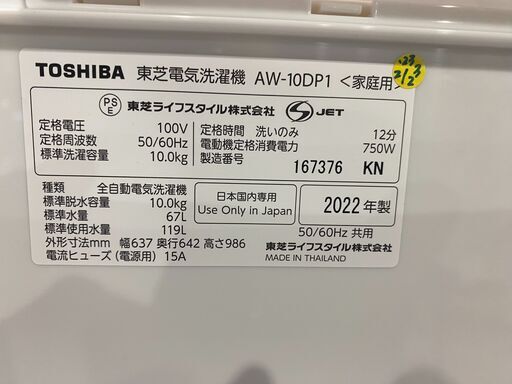 TOSHIBA 東芝電気洗濯機 AW-10DP1 <家庭用>
PS E 東芝ライフスタイル株式会社 S JET
定格電圧 100V
定格周波数 50/60Hz
標準洗濯容量 10.0kg
定格時間 洗いのみ 12分
電動機定格消費電力 750W
製造番号 167376 KN
種類 全自動電気洗濯機
標準脱水容量 10.0kg
標準水量 67L
標準使用水量 119L
外形寸法mm 幅637 奥行642 高さ986
電流ヒューズ (電源用) 15A
日本国内専用
Use Only in Japan
2022 年製
50/60Hz 共用
東芝ライフスタイル株式会社
MADE IN THAILAND